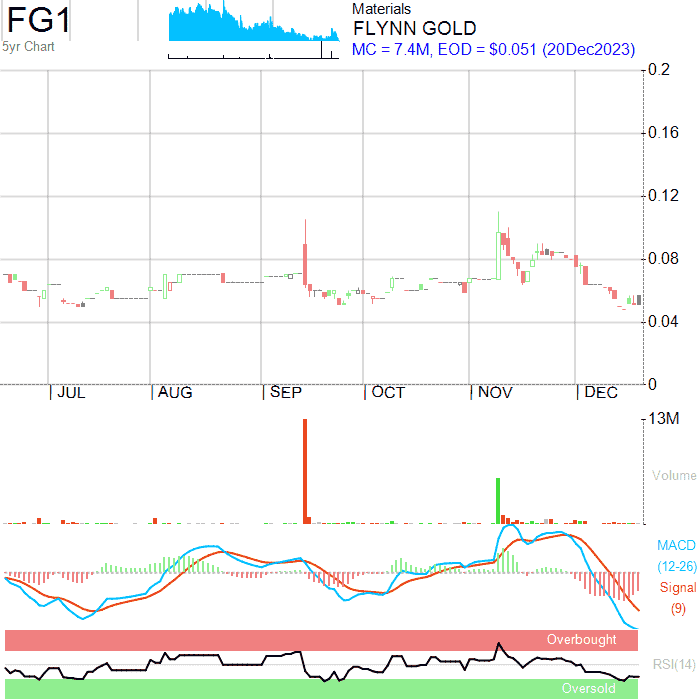 FG1
5yr Chart
Materials
FLYNN GOLD
MC = 7.4M, EOD = $0.051 (20Dec2023)
0.2
0.16
0.12
0.08
0.04
0
JUL AUG SEP OCT NOV DEC
13M
Volume
MACD
(12-26)
Signal
(9)
Overbought
RSI(14)
Oversold